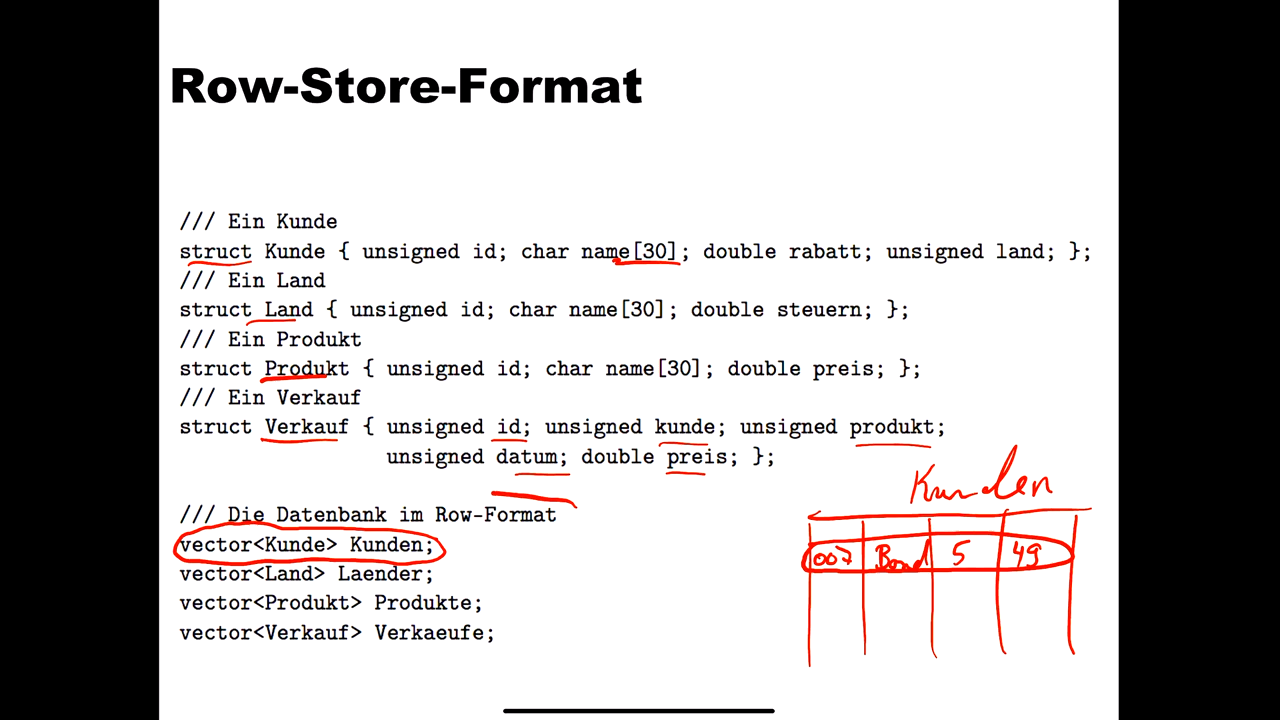 Row-Store-Format
/// Ein Kunde
struct Kunde { unsigned id; char name[30]; double rabatt; unsigned land; };
/// Ein Land
struct Land { unsigned id; char name[30]; double steuern; };
/// Ein Produkt
struct Produkt { unsigned id; char name[30]; double preis; };
/// Ein Verkauf
struct Verkauf { unsigned id; unsigned kunde; unsigned produkt;
unsigned datum; double preis; };
Kunden
/// Die Datenbank im Row-Format
vector<Kunde> Kunden;
007 Bond 5 49
vector<Land> Laender;
vector<Produkt> Produkte;
vector<Verkauf> Verkaeufe;